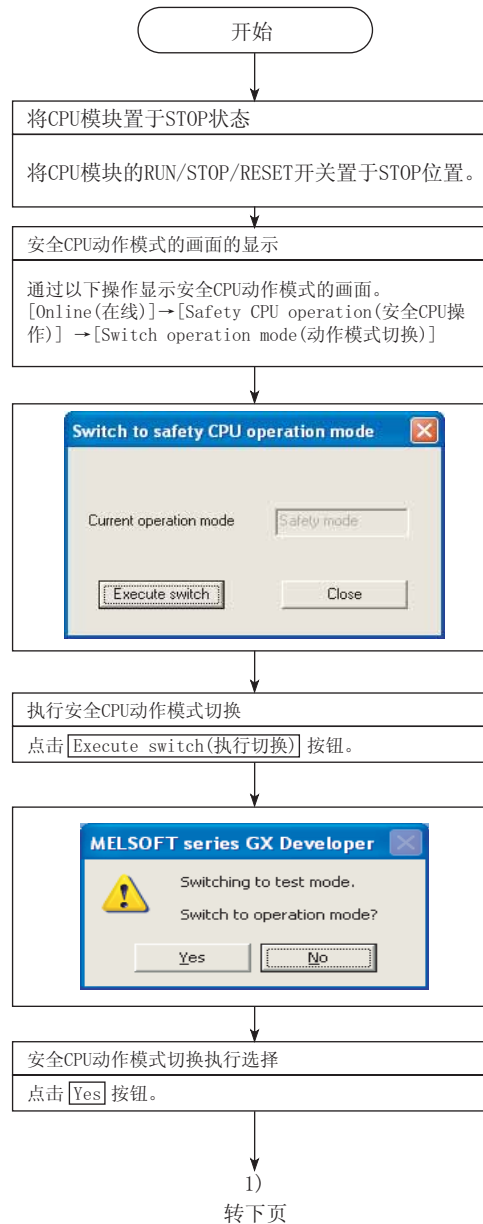 开始
将CPU模块置于STOP状态
将CPU模块的RUN/STOP/RESET开关置于STOP位置。
安全CPU动作模式的画面的显示
通过以下操作显示安全CPU动作模式的画面。
[Online(在线)]→[Safety CPU operation(安全CPU操
作)] →[Switch operation mode(动作模式切换)]
Switch to safety CPU operation mode
Current operation mode Safety mode
Execute switch Close
执行安全CPU动作模式切换
点击 Execute switch(执行切换) 按钮。
MELSOFT series GX Developer
Switching to test mode.
Switch to operation mode?
Yes No
安全CPU动作模式切换执行选择
点击 Yes 按钮。
1)
转下页